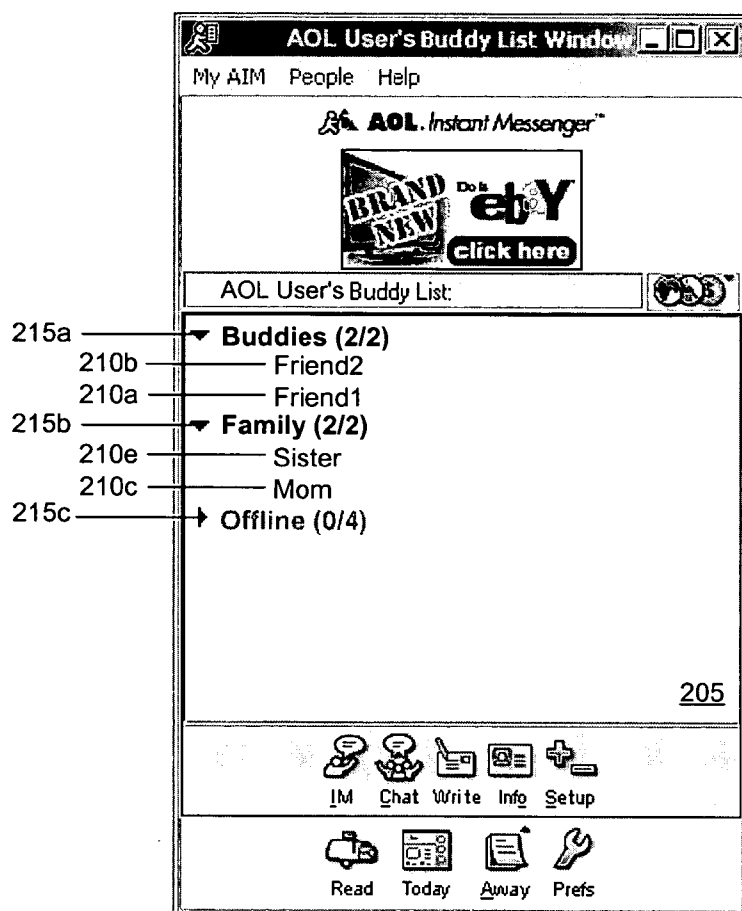 AOL User's Buddy List Window
My AIM People Help
AOL Instant Messenger™
BRAND
NEW
Do is
ebY
click here
AOL User's Buddy List:
215a Buddies (2/2)
210b Friend2
210a Friend1
215b Family (2/2)
210e Sister
210c Mom
215c Offline (0/4)
205
IM Chat Write Info Setup
Read Today Away Prefs